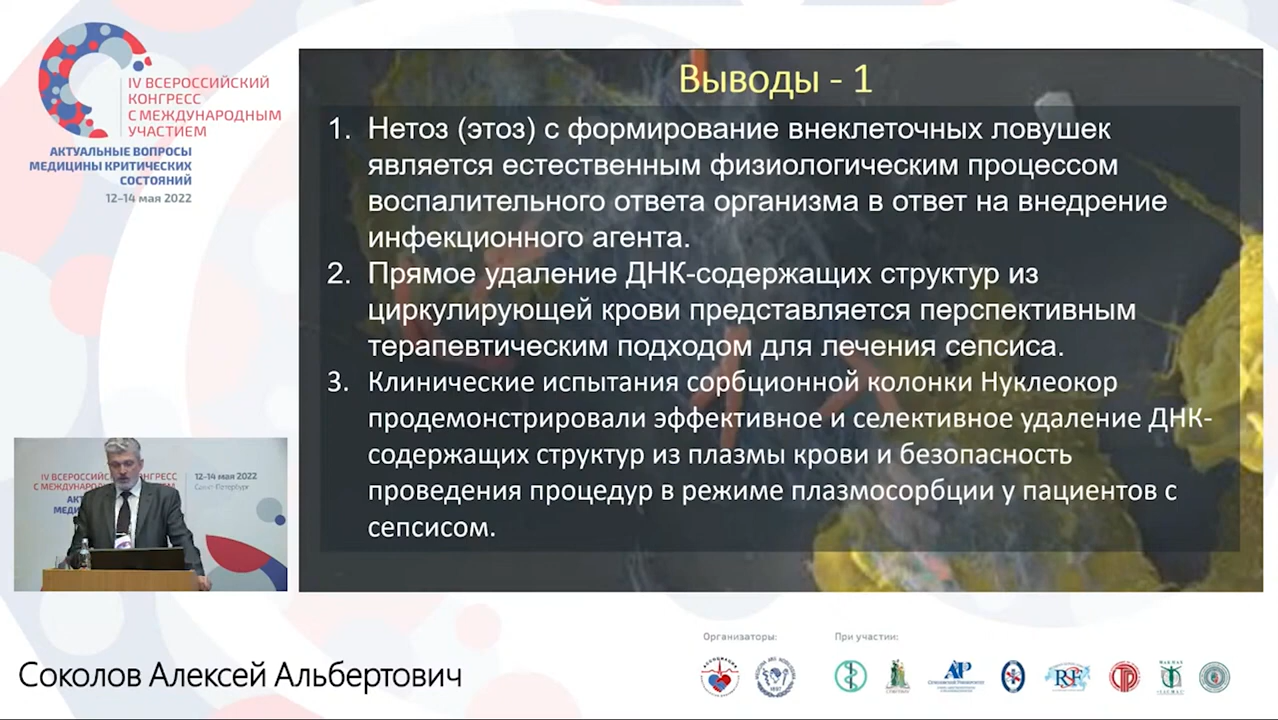 IV ВСЕРОССИЙСКИЙ
КОНГРЕСС
С МЕЖДУНАРОДНЫМ
УЧАСТИЕМ
АКТУАЛЬНЫЕ ВОПРОСЫ
МЕДИЦИНЫ КРИТИЧЕСКИХ
СОСТОЯНИЙ
12–14 мая 2022
Выводы - 1
1. Нетоз (этоз) с формирование внеклеточных ловушек
является естественным физиологическим процессом
воспалительного ответа организма в ответ на внедрение
инфекционного агента.
2. Прямое удаление ДНК-содержащих структур из
циркулирующей крови представляется перспективным
терапевтическим подходом для лечения сепсиса.
3. Клинические испытания сорбционной колонки Нуклеокор
продемонстрировали эффективное и селективное удаление ДНК-
содержащих структур из плазмы крови и безопасность
проведения процедур в режиме плазмосорбции у пациентов с
сепсисом.
12–14 мая 2022
Санкт-Петербург
Соколов Алексей Альбертович
Организаторы:
При участии: